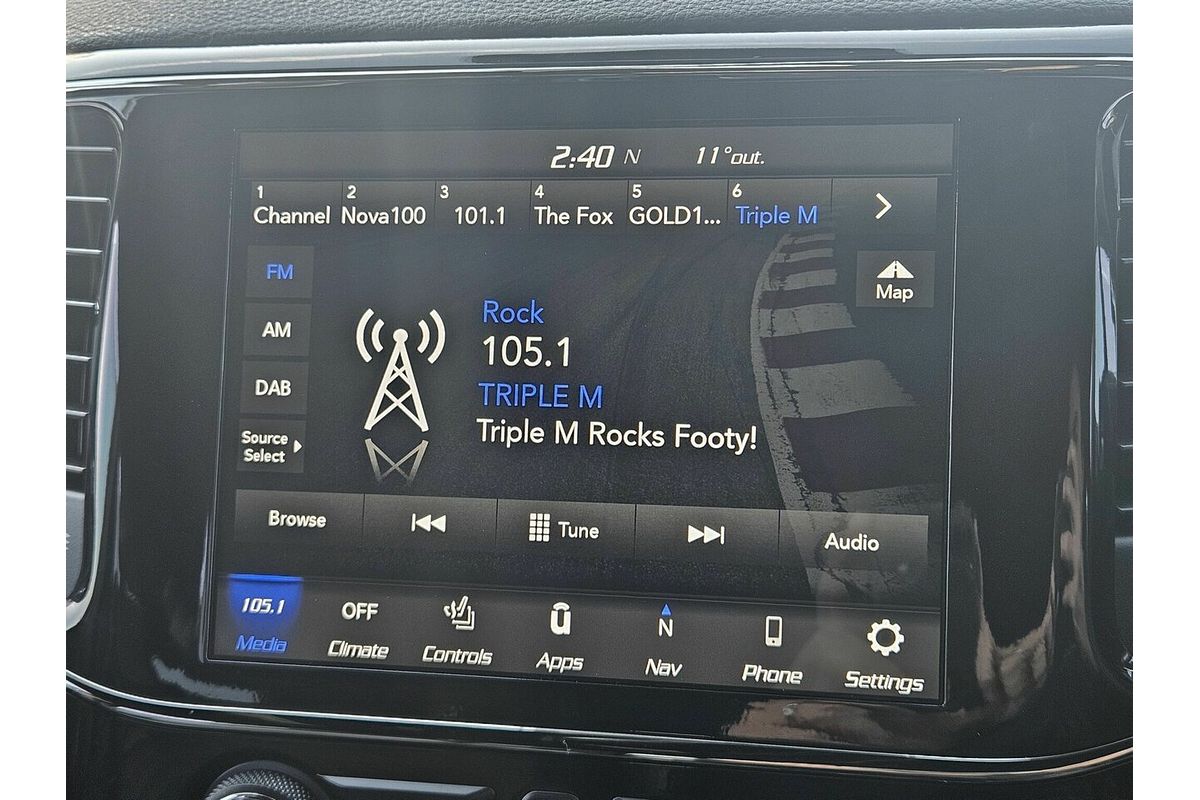 2:40 N 11°out.
1 2 3 4 5 6
Channel Nova100 101.1 The Fox GOLD1... Triple M
FM
Map
AM
DAB
Source
Select
Rock
105.1
TRIPLE M
Triple M Rocks Footy!
Browse Tune Audio
105.1 OFF N
Media Climate Controls Apps Nav Phone Settings